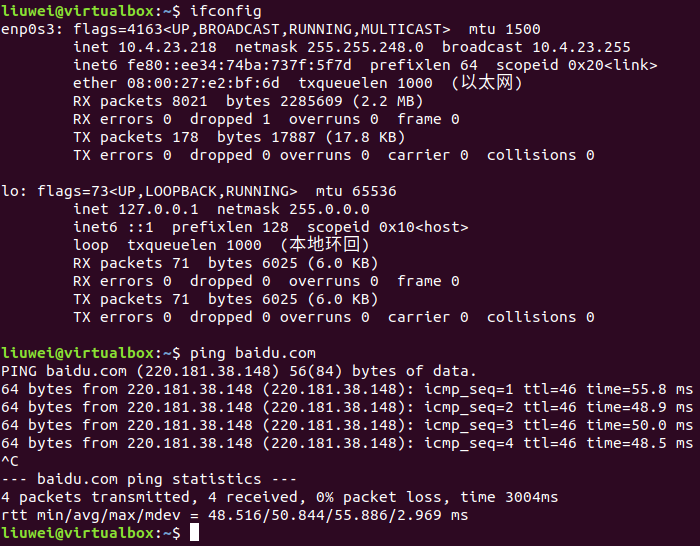 liuwei@virtualbox:~$ ifconfig
enp0s3: flags=4163<UP,BROADCAST,RUNNING,MULTICAST>  mtu 1500
        inet 10.4.23.218  netmask 255.255.248.0  broadcast 10.4.23.255
        inet6 fe80::ee34:74ba:737f:5f7d  prefixlen 64  scopeid 0x20<link>
        ether 08:00:27:e2:bf:6d  txqueuelen 1000  (以太网)
        RX packets 8021  bytes 2285609 (2.2 MB)
        RX errors 0  dropped 1  overruns 0  frame 0
        TX packets 178  bytes 17887 (17.8 KB)
        TX errors 0  dropped 0 overruns 0  carrier 0  collisions 0

lo: flags=73<UP,LOOPBACK,RUNNING>  mtu 65536
        inet 127.0.0.1  netmask 255.0.0.0
        inet6 ::1  prefixlen 128  scopeid 0x10<host>
        loop  txqueuelen 1000  (本地环回)
        RX packets 71  bytes 6025 (6.0 KB)
        RX errors 0  dropped 0  overruns 0  frame 0
        TX packets 71  bytes 6025 (6.0 KB)
        TX errors 0  dropped 0 overruns 0  carrier 0  collisions 0

liuwei@virtualbox:~$ ping baidu.com
PING baidu.com (220.181.38.148) 56(84) bytes of data.
64 bytes from 220.181.38.148 (220.181.38.148): icmp_seq=1 ttl=46 time=55.8 ms
64 bytes from 220.181.38.148 (220.181.38.148): icmp_seq=2 ttl=46 time=48.9 ms
64 bytes from 220.181.38.148 (220.181.38.148): icmp_seq=3 ttl=46 time=50.0 ms
64 bytes from 220.181.38.148 (220.181.38.148): icmp_seq=4 ttl=46 time=48.5 ms
^C
--- baidu.com ping statistics ---
4 packets transmitted, 4 received, 0% packet loss, time 3004ms
rtt min/avg/max/mdev = 48.516/50.844/55.886/2.969 ms
liuwei@virtualbox:~$